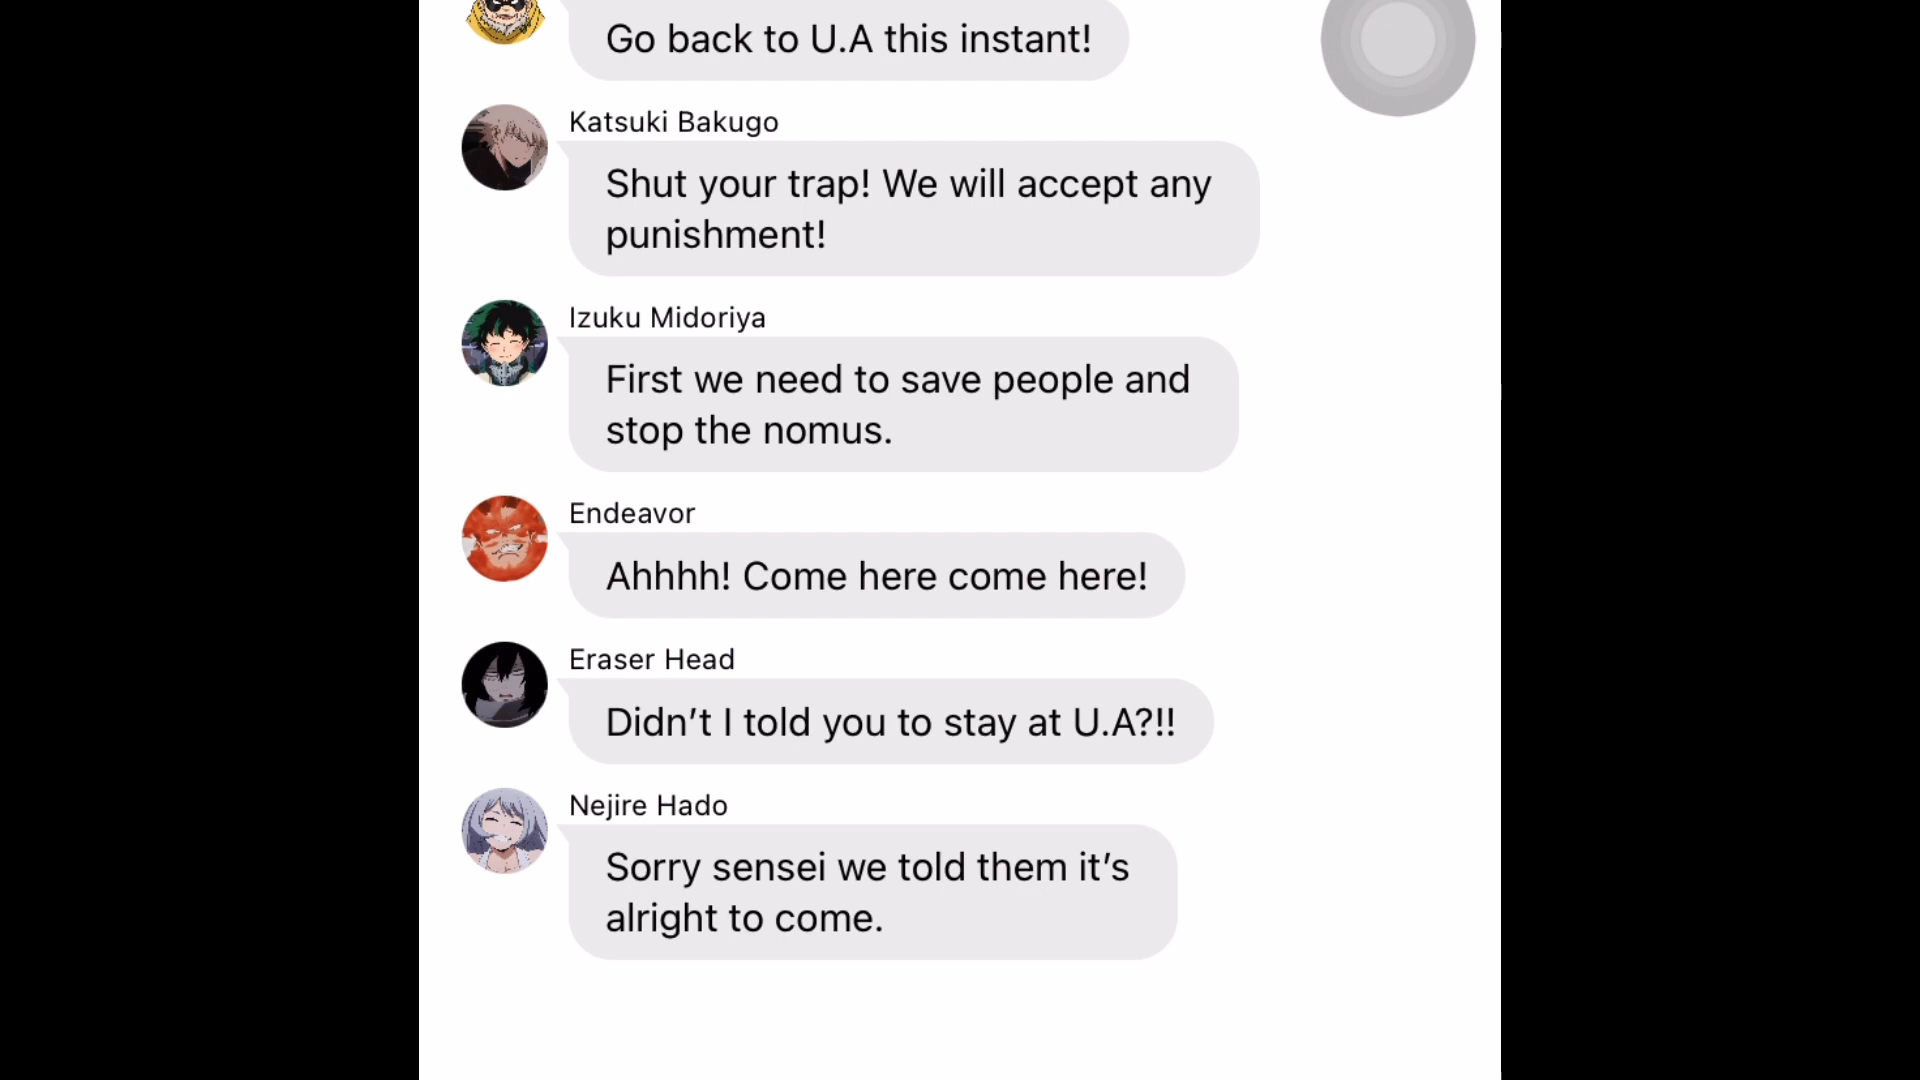 Go back to U.A this instant!
Katsuki Bakugo
Shut your trap! We will accept any
punishment!
Izuku Midoriya
First we need to save people and
stop the nomus.
Endeavor
Ahhhh! Come here come here!
Eraser Head
Didn’t I told you to stay at U.A?!!
Nejire Hado
Sorry sensei we told them it’s
alright to come.